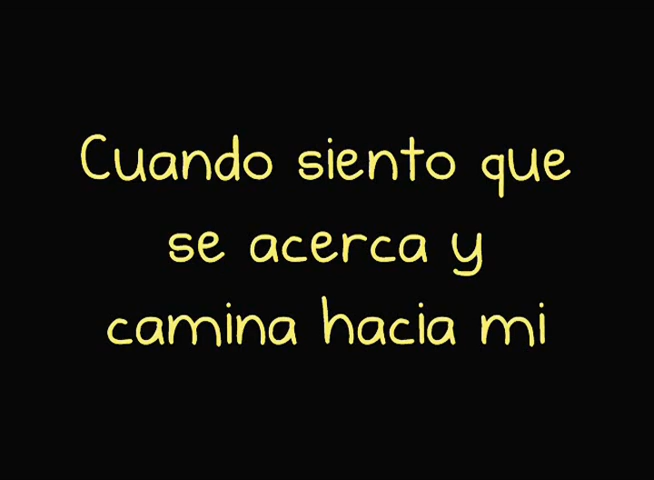 Cuando siento que
se acerca y
camina hacia mi